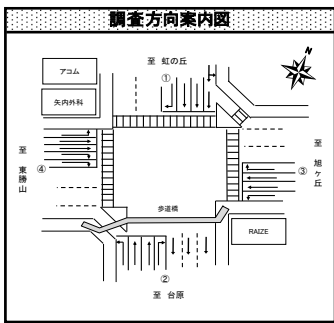 調査方向案内図
至 虹の丘
①
N
アコム
矢内外科
至 東勝山
④
③
至 旭ヶ丘
歩道橋
RAIZE
②
至 台原